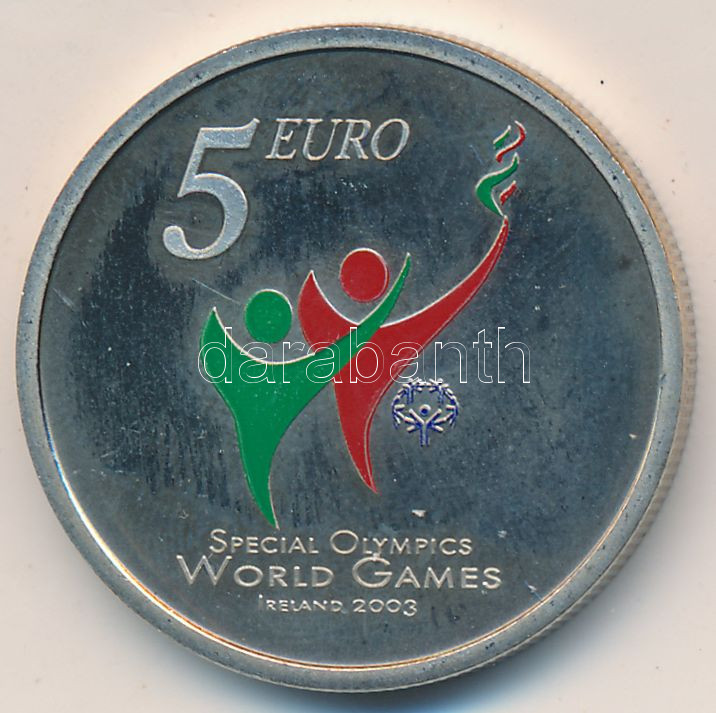 5 EURO
darabanth
SPECIAL OLYMPICS
WORLD GAMES
IRELAND, 2003